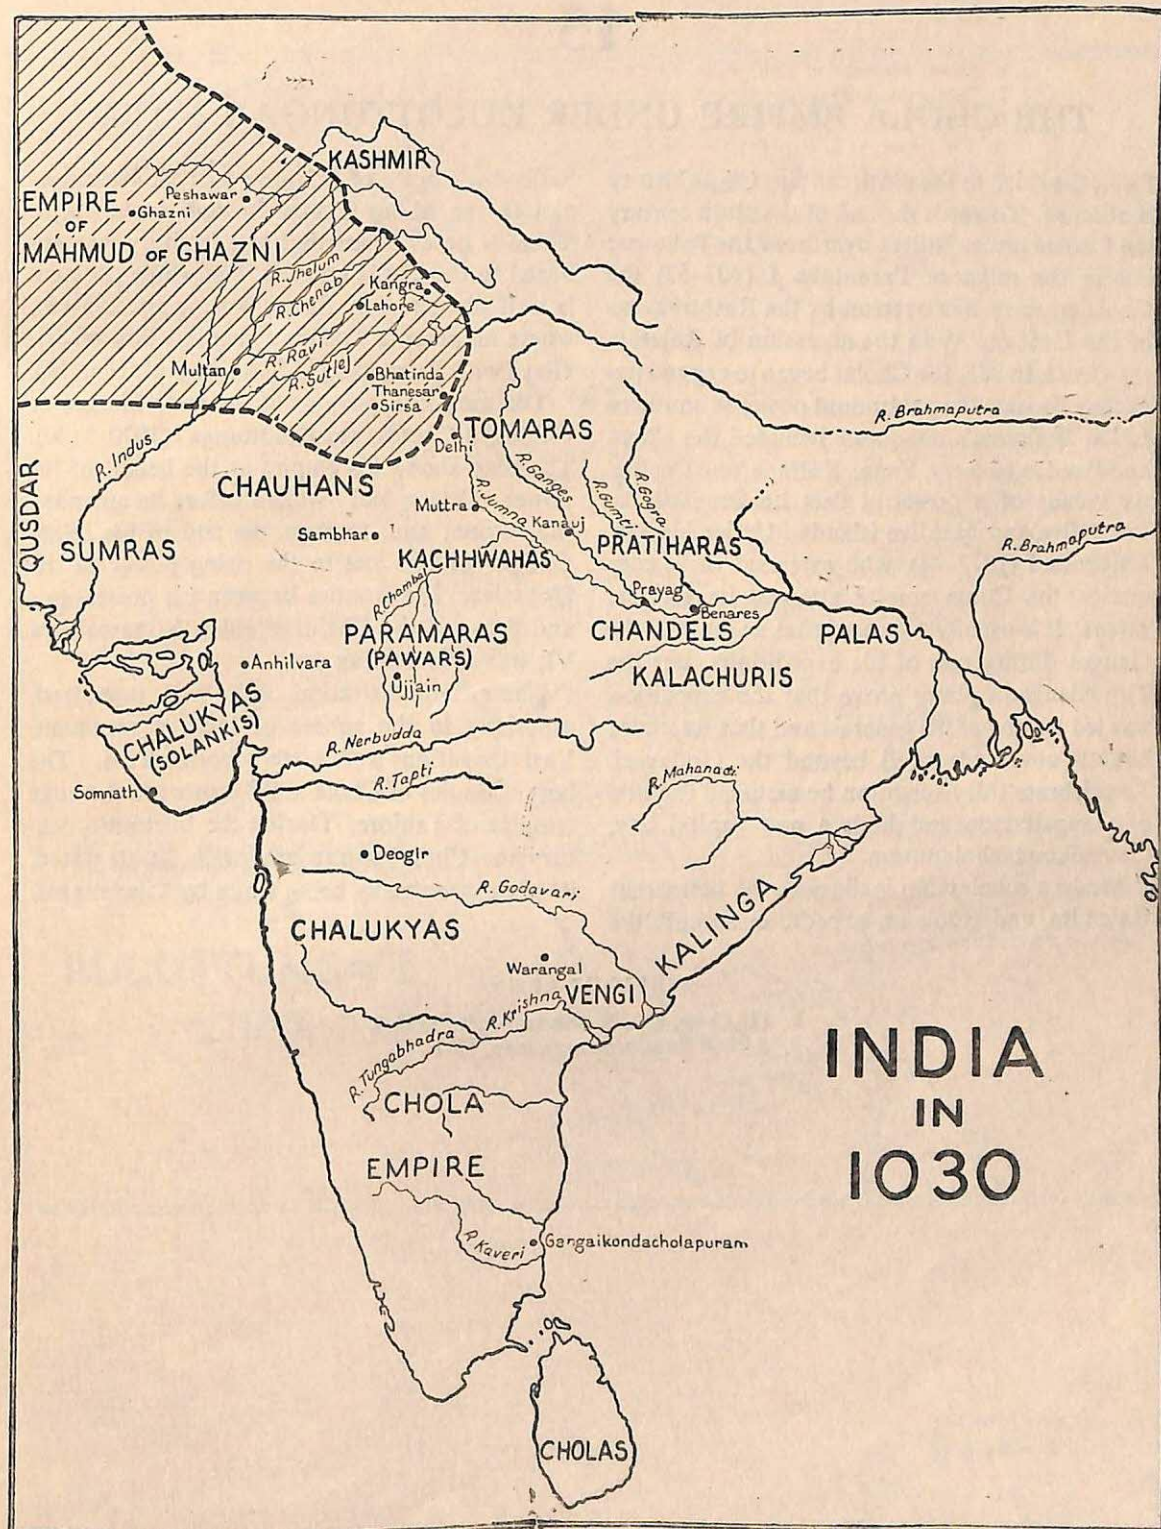 KASHMIR
EMPIRE
OF
MAHMUD OF GHAZNI
Peshawar
Ghazni
R. Jhelum
R. Chenab
Kangra
Lahore
R. Ravi
Multan
R. Sutlej
Bhatinda
Thanesar
Sirsa
R. Brahmaputra
TOMARAS
Delhi
R. Indus
R. Ganges
R. Gumti
R. Gogra
CHAUHANS
R. Jumna
Muttra
Kanauj
QUSDAR
SUMRAS
Sambhar
KACHHWAHAS
PRATIHARAS
R. Brahmaputra
R. Chambal
Prayag
Benares
PARAMARAS
(PAWARS)
CHANDELS
PALAS
Anhilvara
Ujjain
KALACHURIS
CHALUKYAS
(SOLANKIS)
R. Nerbudda
R. Tapti
R. Mahanadi
Somnath
Deogir
R. Godavari
CHALUKYAS
KALINGA
Warangal
R. Krishna
VENGI
R. Tungabhadra
INDIA
IN
1030
CHOLA
EMPIRE
R Kaveri
Gangaikondacholapuram
CHOLAS